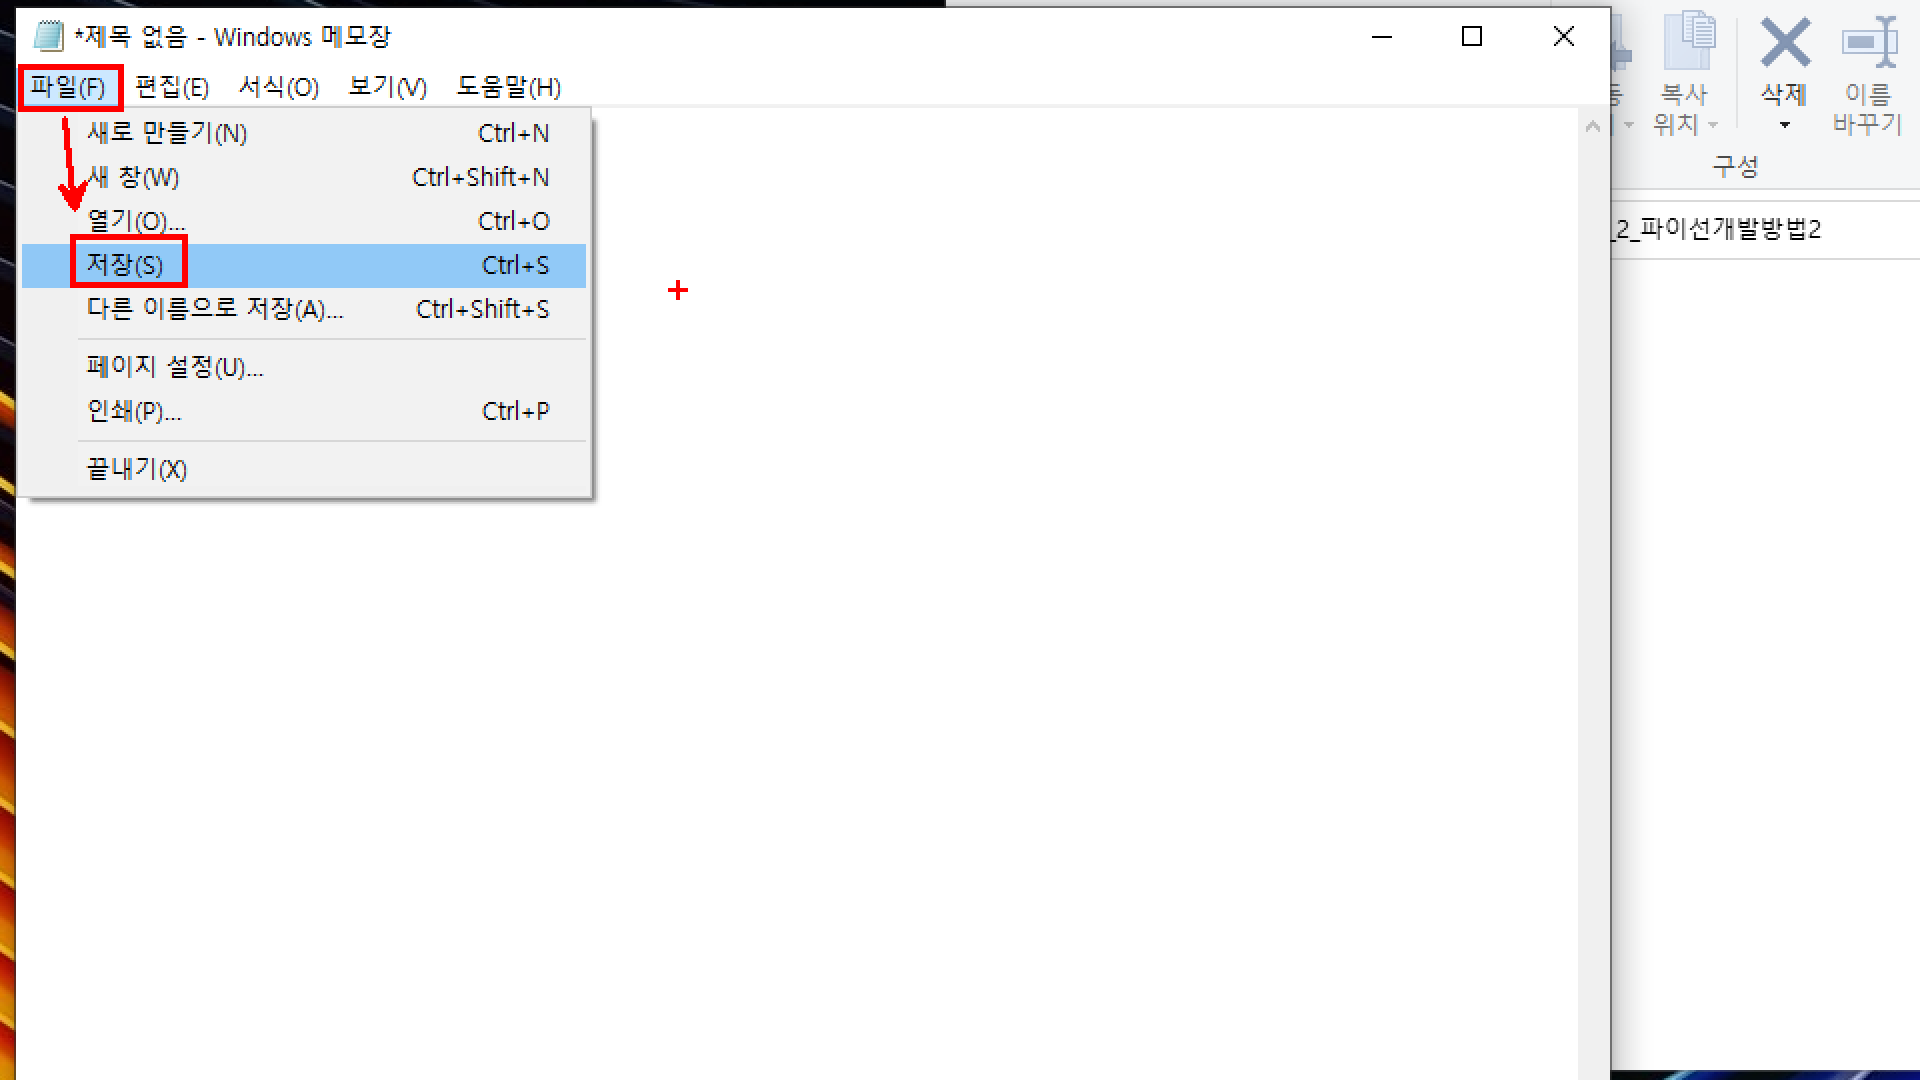 *제목 없음 - Windows 메모장
파일(F) 편집(E) 서식(O) 보기(V) 도움말(H)
새로 만들기(N) Ctrl+N
새 창(W) Ctrl+Shift+N
열기(O)... Ctrl+O
저장(S) Ctrl+S
다른 이름으로 저장(A)... Ctrl+Shift+S
페이지 설정(U)...
인쇄(P)... Ctrl+P
끝내기(X)
복사 삭제 이름
위치 바꾸기
구성
_2_파이선개발방법2